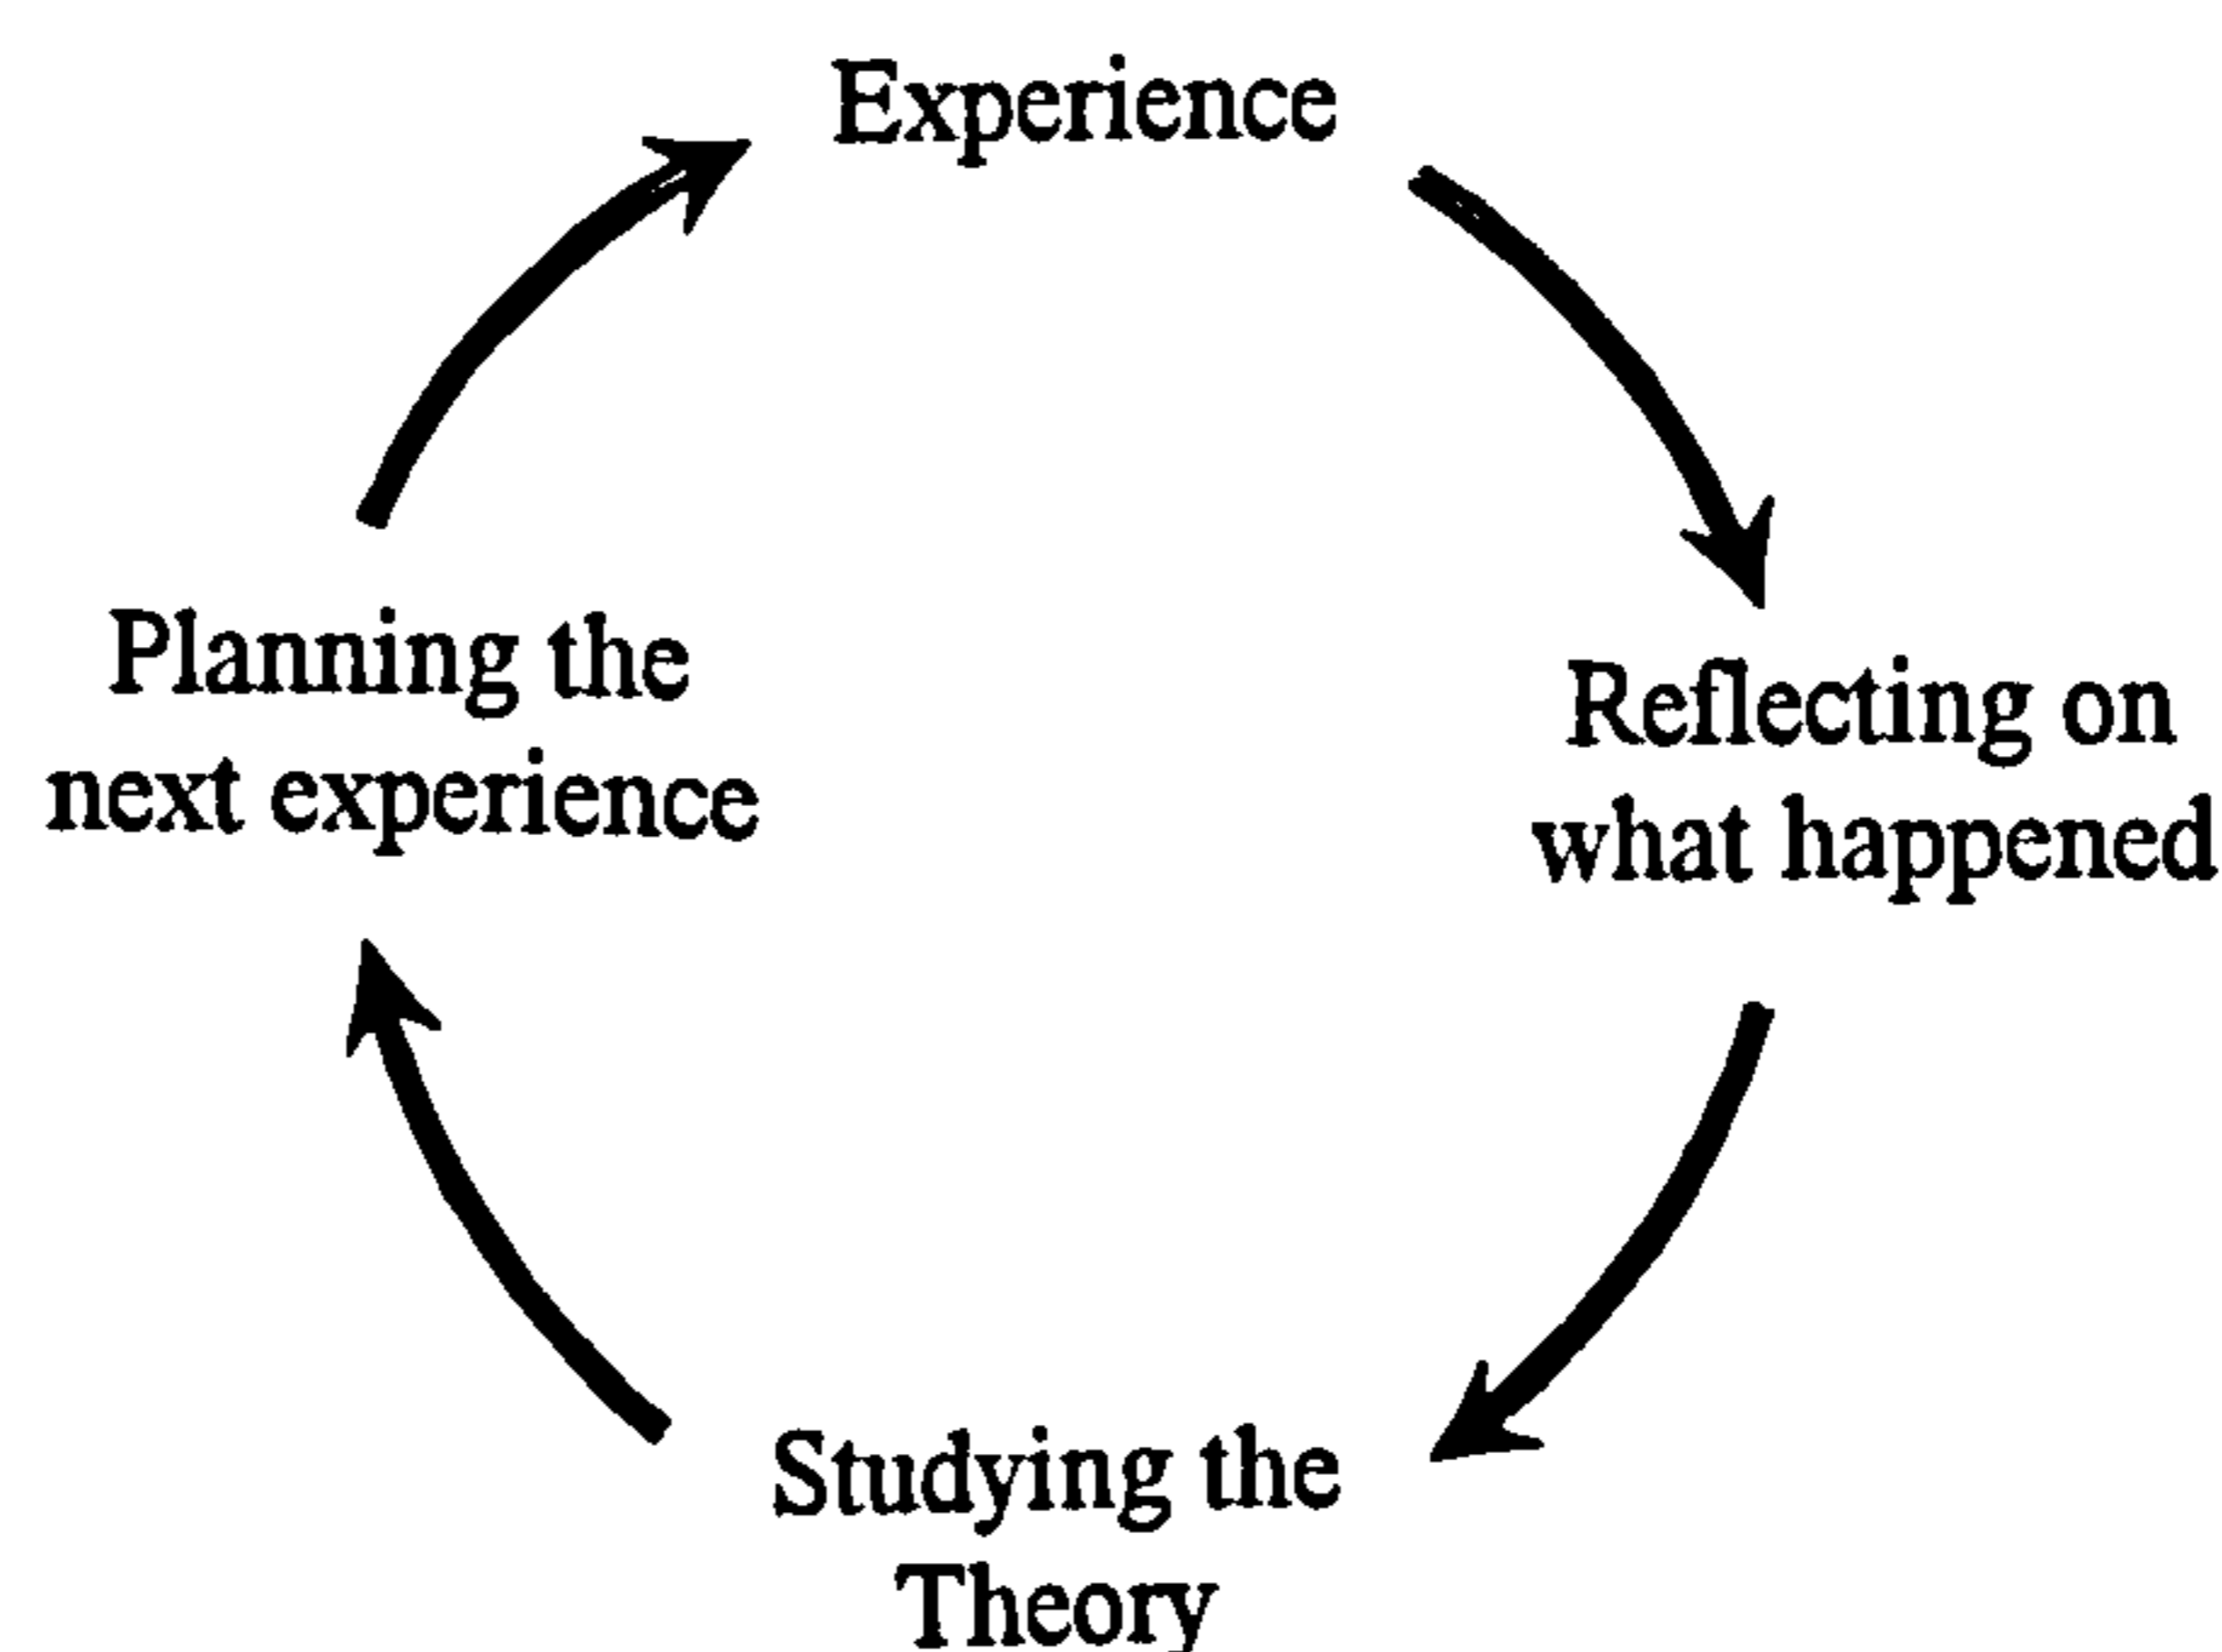 Experience
Planning the
next experience
Reflecting on
what happened
Studying the
Theory